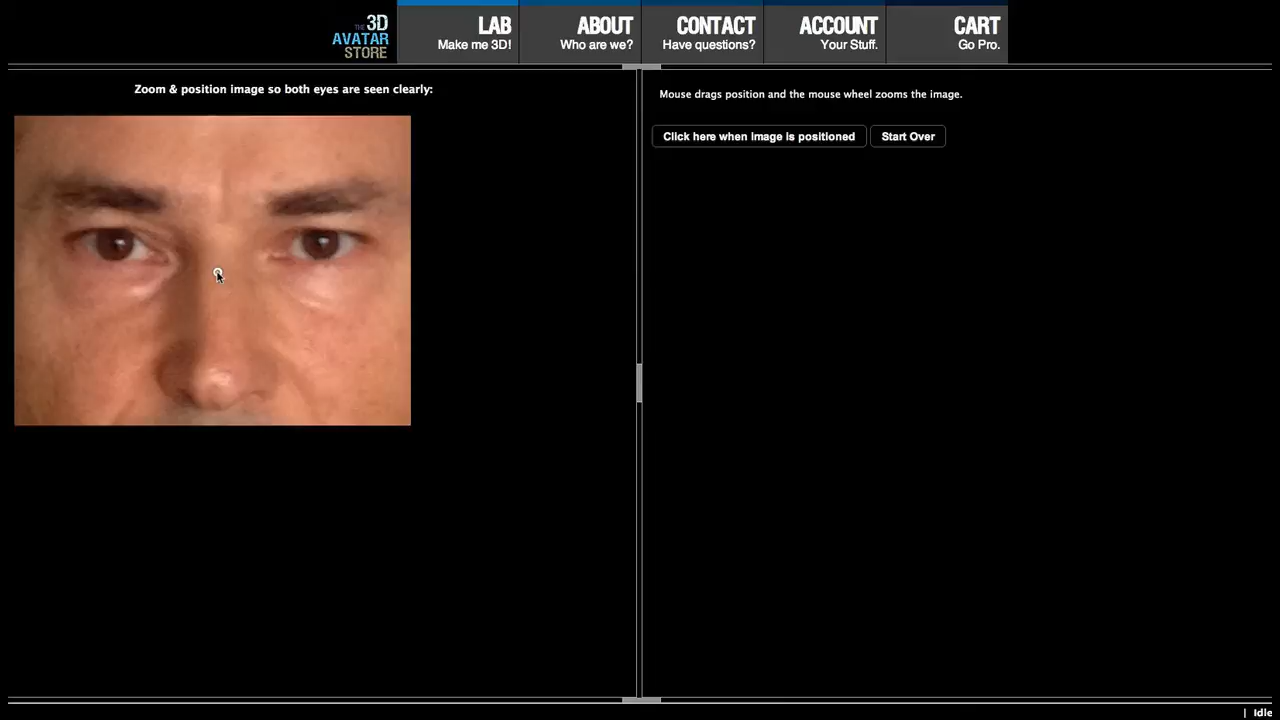 THE 3D
AVATAR
STORE
LAB
Make me 3D!
ABOUT
Who are we?
CONTACT
Have questions?
ACCOUNT
Your Stuff.
CART
Go Pro.
Zoom & position image so both eyes are seen clearly:
Mouse drags position and the mouse wheel zooms the image.
Click here when image is positioned
Start Over
| Idle